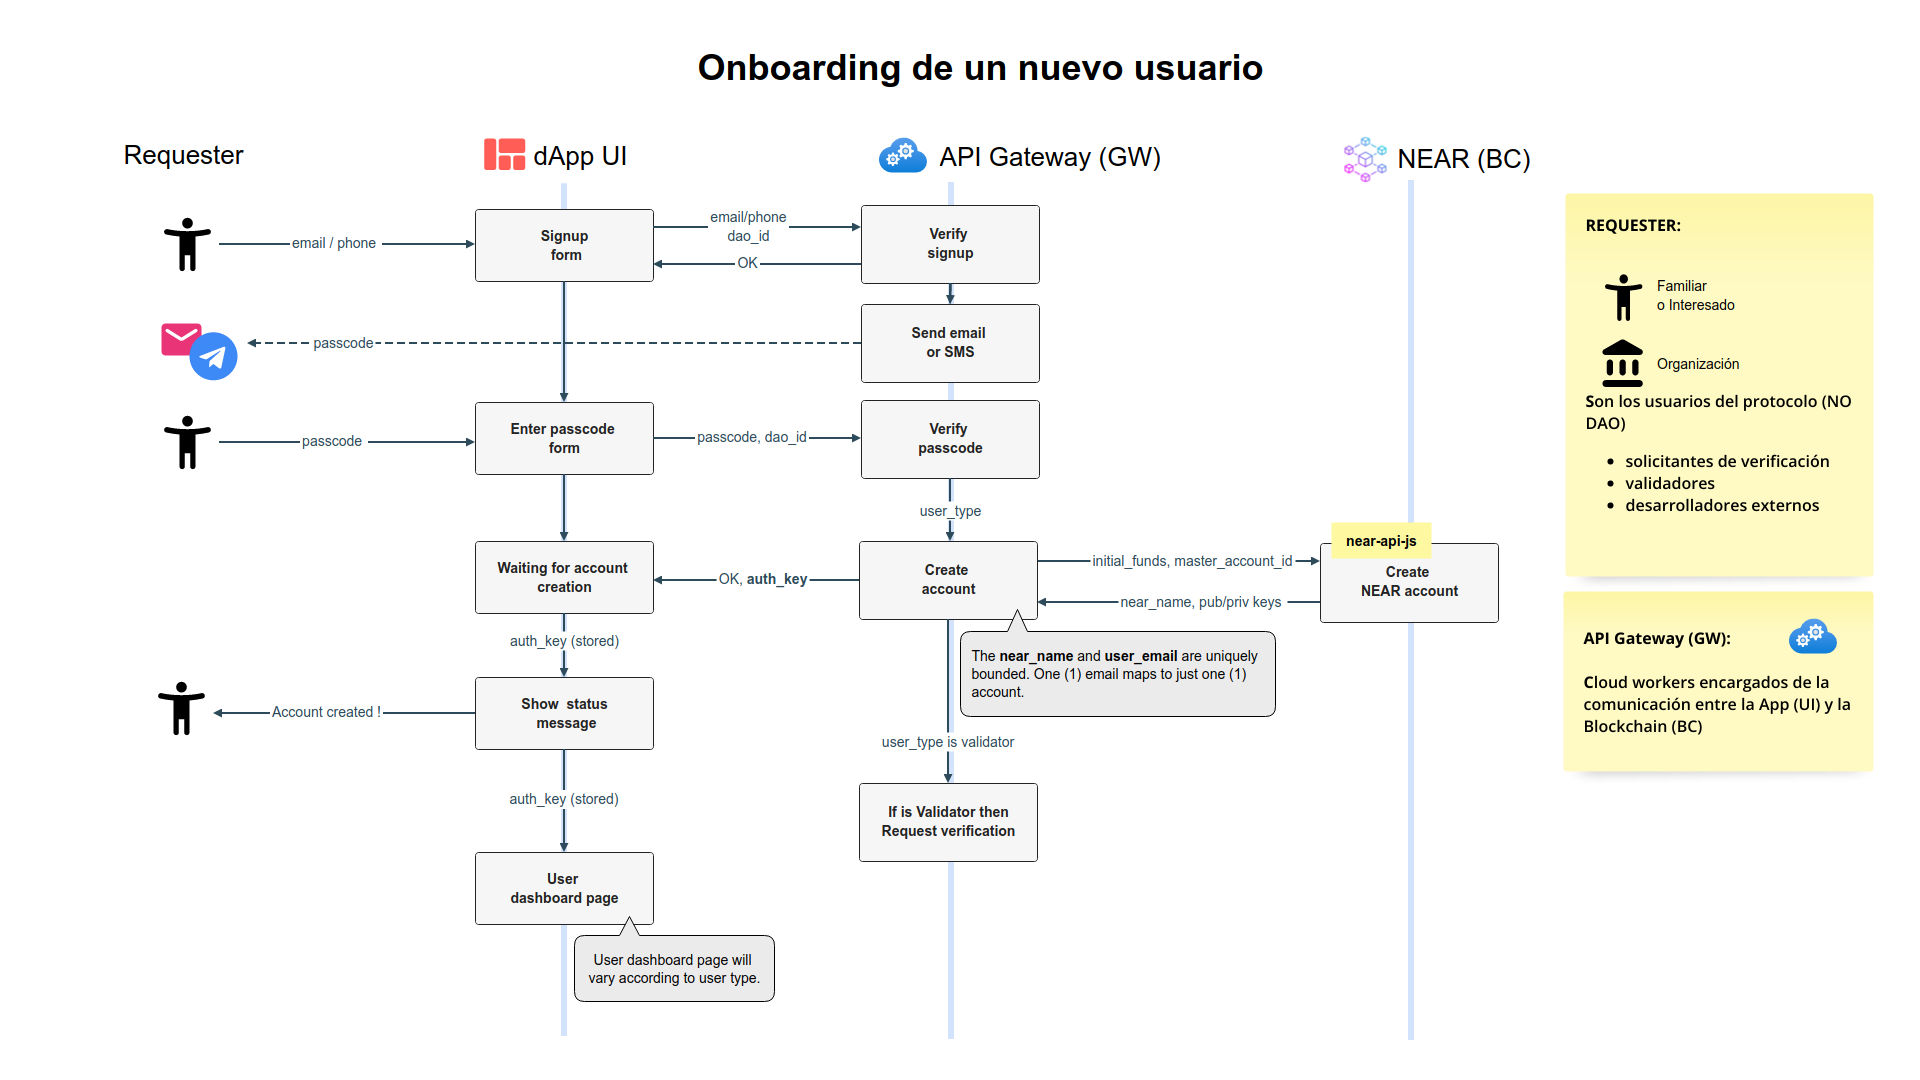 Onboarding de un nuevo usuario
Requester
dApp UI
API Gateway (GW)
NEAR (BC)
email / phone
Signup
form
email/phone
dao_id
OK
Verify
signup
passcode
Send email
or SMS
passcode
Enter passcode
form
passcode, dao_id
Verify
passcode
user_type
Waiting for account
creation
OK, auth_key
Create
account
initial_funds, master_account_id
near_name, pub/priv keys
near-api-js
Create
NEAR account
auth_key (stored)
The near_name and user_email are uniquely
bounded. One (1) email maps to just one (1)
account.
Account created !
Show status
message
user_type is validator
auth_key (stored)
If is Validator then
Request verification
User
dashboard page
User dashboard page will
vary according to user type.
REQUESTER:
Familiar
o Interesado
Organización
Son los usuarios del protocolo (NO
DAO)
• solicitantes de verificación
• validadores
• desarrolladores externos
API Gateway (GW):
Cloud workers encargados de la
comunicación entre la App (UI) y la
Blockchain (BC)